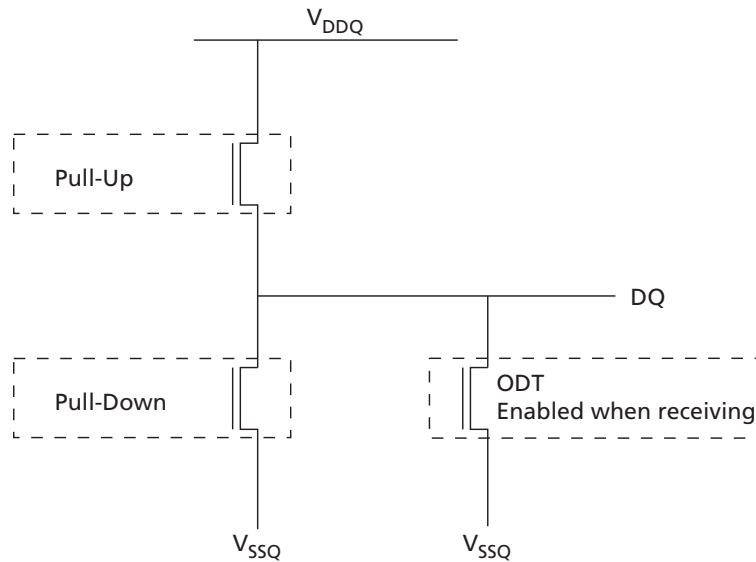 VDDQ
Pull-Up
DQ
Pull-Down
ODT
Enabled when receiving
VSSQ
VSSQ